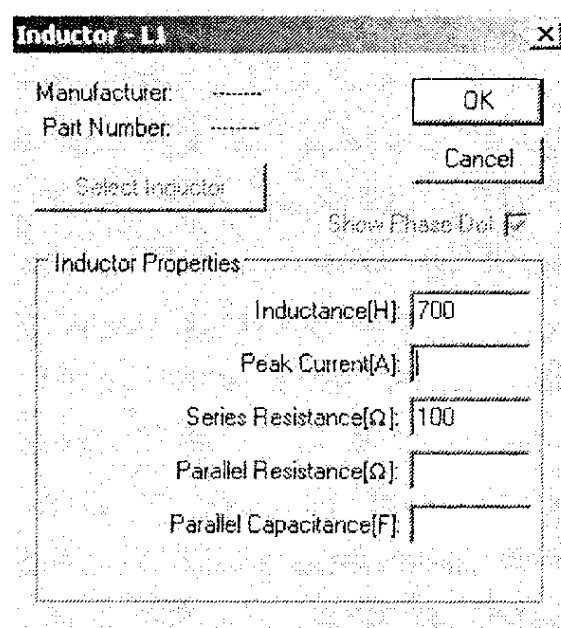 Inductor - L1
Manufacturer: ------
OK
Part Number: ------
Cancel
Select Inductor
Show Phase Dot
Inductor Properties
Inductance[H]: 700
Peak Current[A]:
Series Resistance[Ω]: 100
Parallel Resistance[Ω]:
Parallel Capacitance[F]: